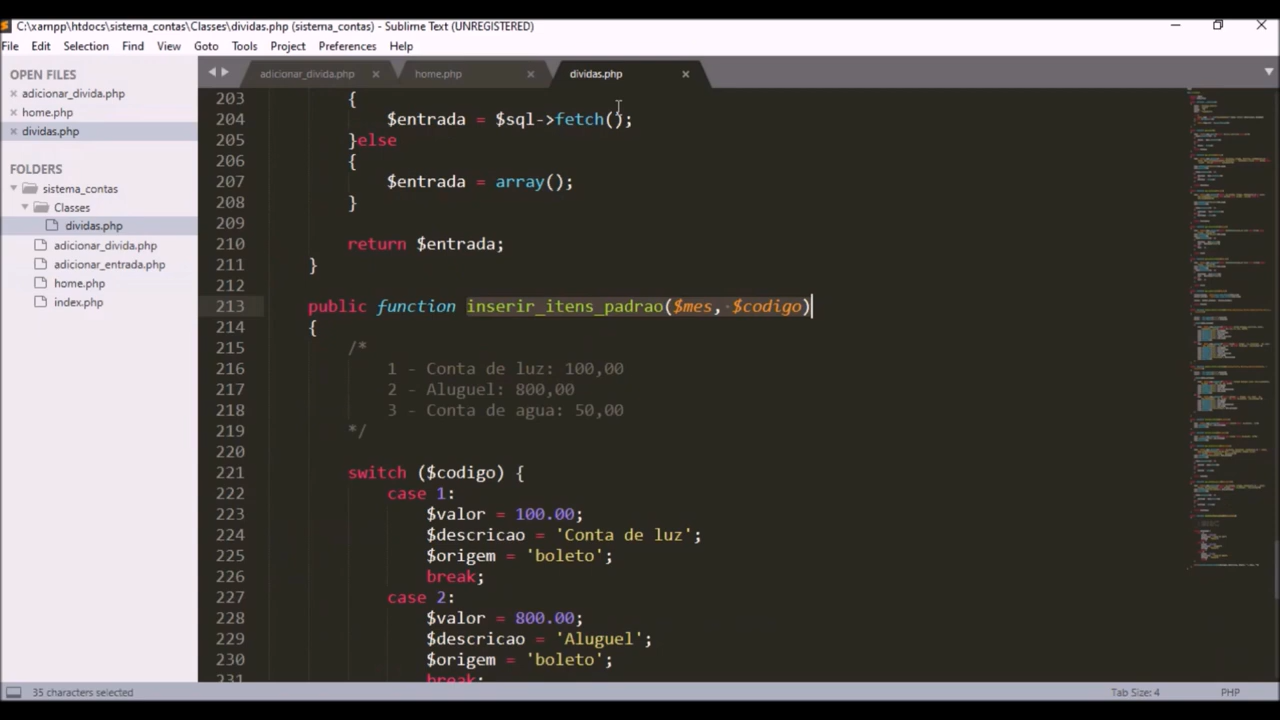 C:\xampp\htdocs\sistema_contas\Classes\dividas.php (sistema_contas) - Sublime Text (UNREGISTERED)
File Edit Selection Find View Goto Tools Project Preferences Help
OPEN FILES
adicionar_divida.php
home.php
dividas.php
FOLDERS
sistema_contas
Classes
dividas.php
adicionar_divida.php
adicionar_entrada.php
home.php
index.php
adicionar_divida.php home.php dividas.php
203 {
204 $entrada = $sql->fetch();
205 }else
206 {
207 $entrada = array();
208 }
209
210 return $entrada;
211 }
212
213 public function inserir_itens_padrao($mes, $codigo)
214 {
215 /*
216 1 - Conta de luz: 100,00
217 2 - Aluguel: 800,00
218 3 - Conta de agua: 50,00
219 */
220
221 switch ($codigo) {
222 case 1:
223 $valor = 100.00;
224 $descricao = 'Conta de luz';
225 $origem = 'boleto';
226 break;
227 case 2:
228 $valor = 800.00;
229 $descricao = 'Aluguel';
230 $origem = 'boleto';
231 break;
35 characters selected
Tab Size: 4
PHP